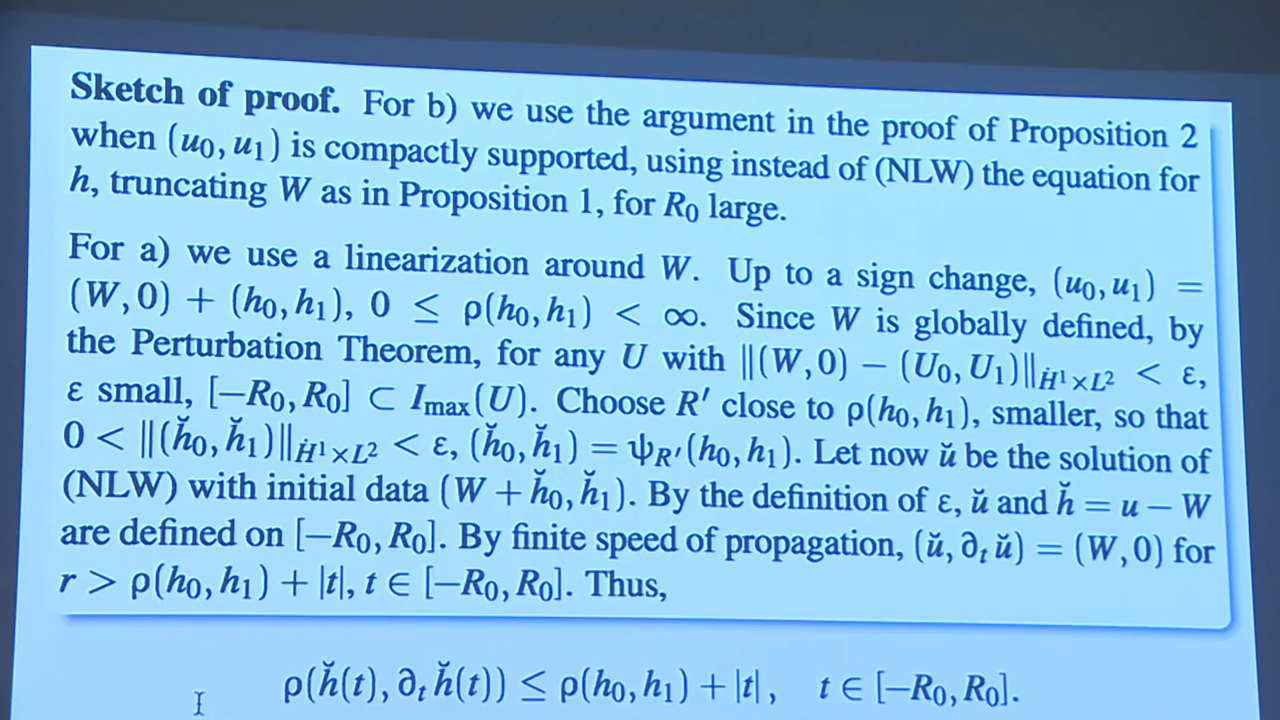 Sketch of proof. For b) we use the argument in the proof of Proposition 2
when (u₀, u₁) is compactly supported, using instead of (NLW) the equation for
h, truncating W as in Proposition 1, for R₀ large.
For a) we use a linearization around W. Up to a sign change, (u₀, u₁) =
(W, 0) + (h₀, h₁), 0 ≤ ρ(h₀, h₁) < ∞. Since W is globally defined, by
the Perturbation Theorem, for any U with ‖(W, 0) − (U₀, U₁)‖_{Ḣ¹×L²} < ε,
ε small, [−R₀, R₀] ⊂ I_{max}(U). Choose R′ close to ρ(h₀, h₁), smaller, so that
0 < ‖(ȟ₀, ȟ₁)‖_{Ḣ¹×L²} < ε, (ȟ₀, ȟ₁) = ψ_{R′}(h₀, h₁). Let now ǔ be the solution of
(NLW) with initial data (W + ȟ₀, ȟ₁). By the definition of ε, ǔ and ȟ = u − W
are defined on [−R₀, R₀]. By finite speed of propagation, (ǔ, ∂ₜǔ) = (W, 0) for
r > ρ(h₀, h₁) + |t|, t ∈ [−R₀, R₀]. Thus,
ρ(ȟ(t), ∂ₜȟ(t)) ≤ ρ(h₀, h₁) + |t|, t ∈ [−R₀, R₀].